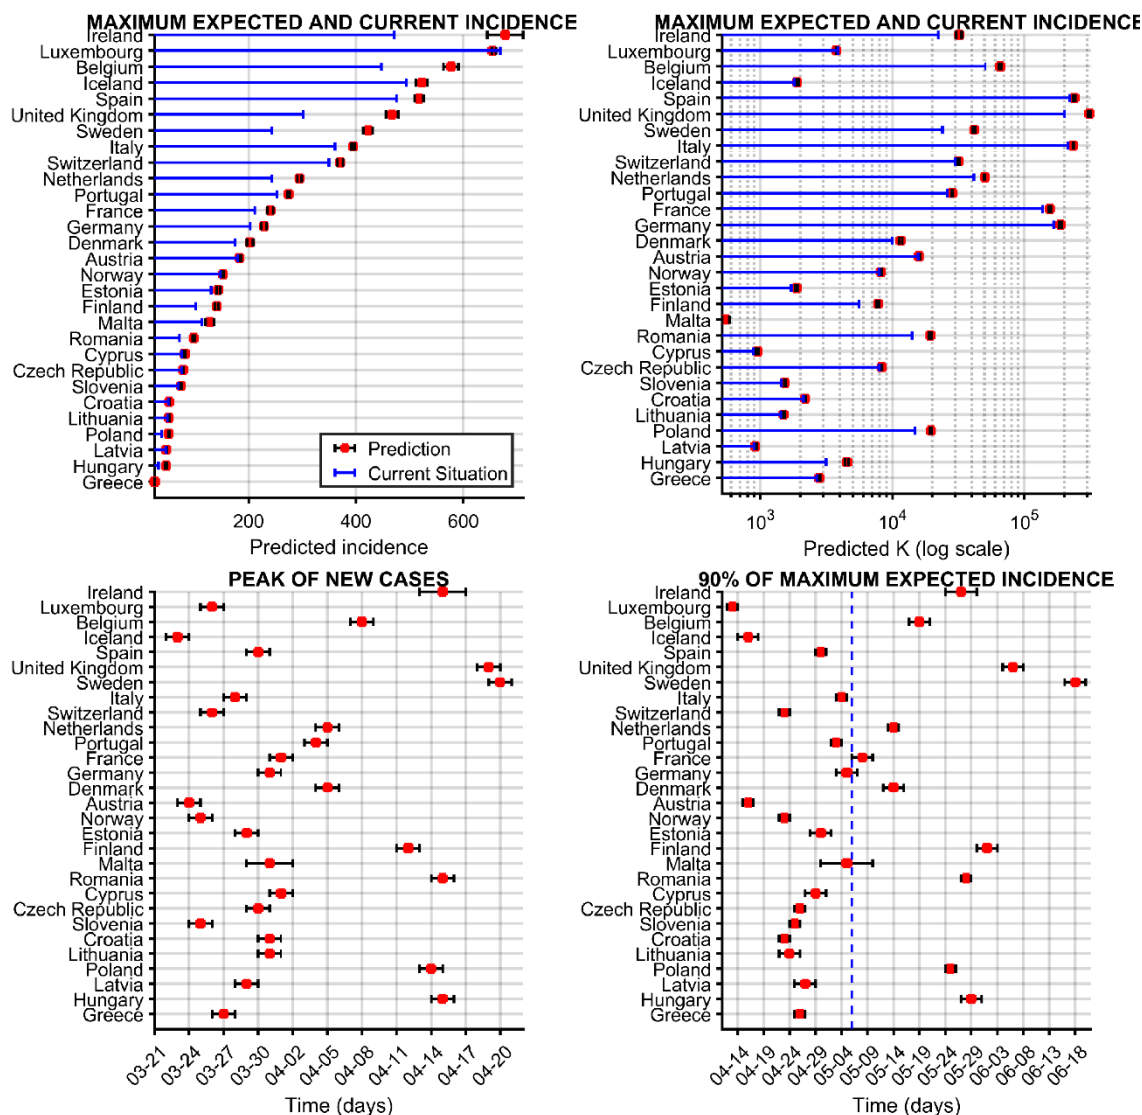 MAXIMUM EXPECTED AND CURRENT INCIDENCE
Ireland
Luxembourg
Belgium
Iceland
Spain
United Kingdom
Sweden
Italy
Switzerland
Netherlands
Portugal
France
Germany
Denmark
Austria
Norway
Estonia
Finland
Malta
Romania
Cyprus
Czech Republic
Slovenia
Croatia
Lithuania
Poland
Latvia
Hungary
Greece
Prediction
Current Situation
200 400 600
Predicted incidence
MAXIMUM EXPECTED AND CURRENT INCIDENCE
Ireland
Luxembourg
Belgium
Iceland
Spain
United Kingdom
Sweden
Italy
Switzerland
Netherlands
Portugal
France
Germany
Denmark
Austria
Norway
Estonia
Finland
Malta
Romania
Cyprus
Czech Republic
Slovenia
Croatia
Lithuania
Poland
Latvia
Hungary
Greece
10³ 10⁴ 10⁵
Predicted K (log scale)
PEAK OF NEW CASES
Ireland
Luxembourg
Belgium
Iceland
Spain
United Kingdom
Sweden
Italy
Switzerland
Netherlands
Portugal
France
Germany
Denmark
Austria
Norway
Estonia
Finland
Malta
Romania
Cyprus
Czech Republic
Slovenia
Croatia
Lithuania
Poland
Latvia
Hungary
Greece
03-21 03-24 03-27 03-30 04-02 04-05 04-08 04-11 04-14 04-17 04-20
Time (days)
90% OF MAXIMUM EXPECTED INCIDENCE
Ireland
Luxembourg
Belgium
Iceland
Spain
United Kingdom
Sweden
Italy
Switzerland
Netherlands
Portugal
France
Germany
Denmark
Austria
Norway
Estonia
Finland
Malta
Romania
Cyprus
Czech Republic
Slovenia
Croatia
Lithuania
Poland
Latvia
Hungary
Greece
04-14 04-19 04-24 04-29 05-04 05-09 05-14 05-19 05-24 05-29 06-03 06-08 06-13 06-18
Time (days)